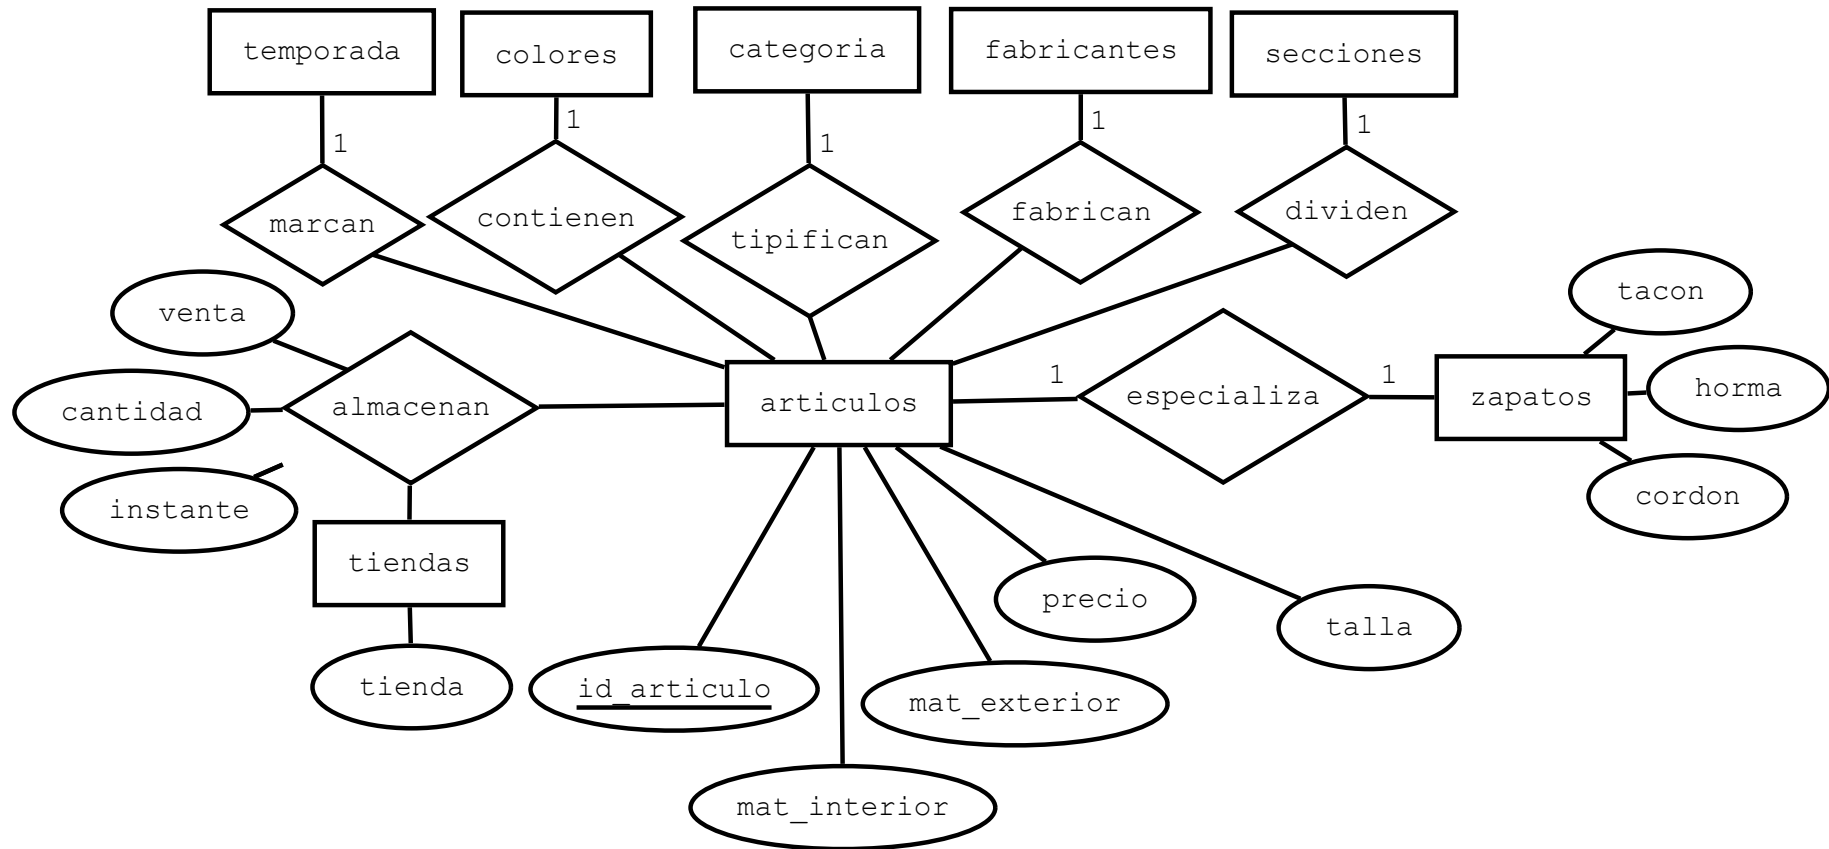 temporada
colores
categoria
fabricantes
secciones
1
1
1
1
1
marcan
contienen
tipifican
fabrican
dividen
venta
tacon
cantidad
almacenan
articulos
1
especializa
1
zapatos
horma
instante
cordon
tiendas
precio
talla
tienda
id_articulo
mat_exterior
mat_interior